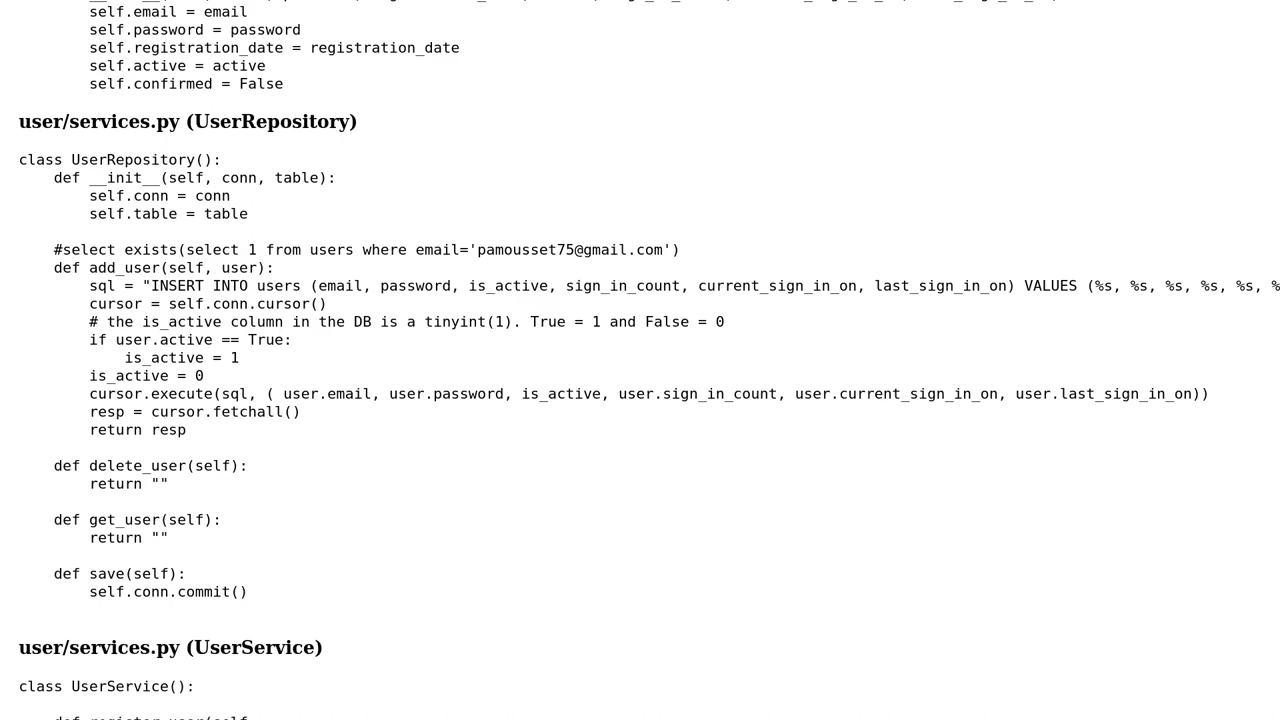 self.email = email
self.password = password
self.registration_date = registration_date
self.active = active
self.confirmed = False
user/services.py (UserRepository)
class UserRepository():
def __init__(self, conn, table):
self.conn = conn
self.table = table
#select exists(select 1 from users where email='pamousset75@gmail.com')
def add_user(self, user):
sql = "INSERT INTO users (email, password, is_active, sign_in_count, current_sign_in_on, last_sign_in_on) VALUES (%s, %s, %s, %s, %s, %
cursor = self.conn.cursor()
# the is_active column in the DB is a tinyint(1). True = 1 and False = 0
if user.active == True:
is_active = 1
is_active = 0
cursor.execute(sql, ( user.email, user.password, is_active, user.sign_in_count, user.current_sign_in_on, user.last_sign_in_on))
resp = cursor.fetchall()
return resp
def delete_user(self):
return ""
def get_user(self):
return ""
def save(self):
self.conn.commit()
user/services.py (UserService)
class UserService():